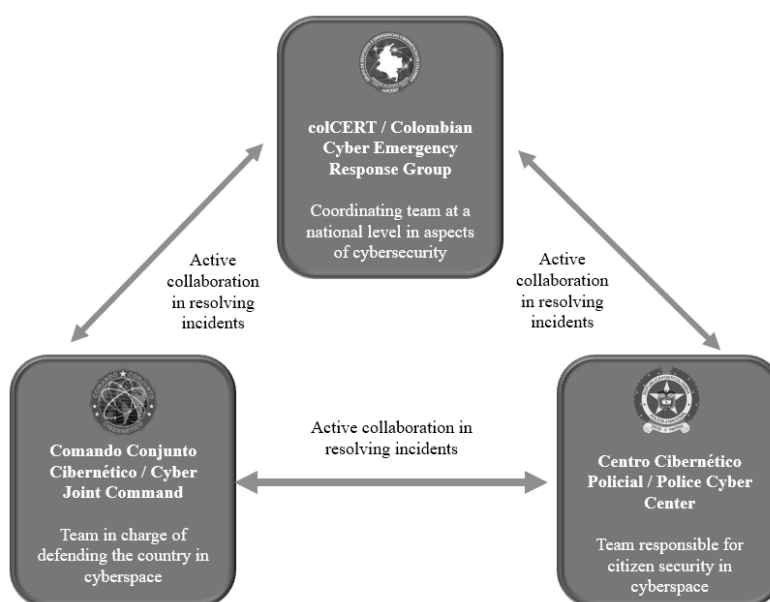 colCERT / Colombian
Cyber Emergency
Response Group
Coordinating team at a
national level in aspects
of cybersecurity
Active
collaboration
in resolving
incidents
Active
collaboration
in resolving
incidents
Comando Conjunto
Cibernético / Cyber
Joint Command
Team in charge of
defending the country in
cyberspace
Active collaboration in
resolving incidents
Centro Cibernético
Policial / Police Cyber
Center
Team responsible for
citizen security in
cyberspace